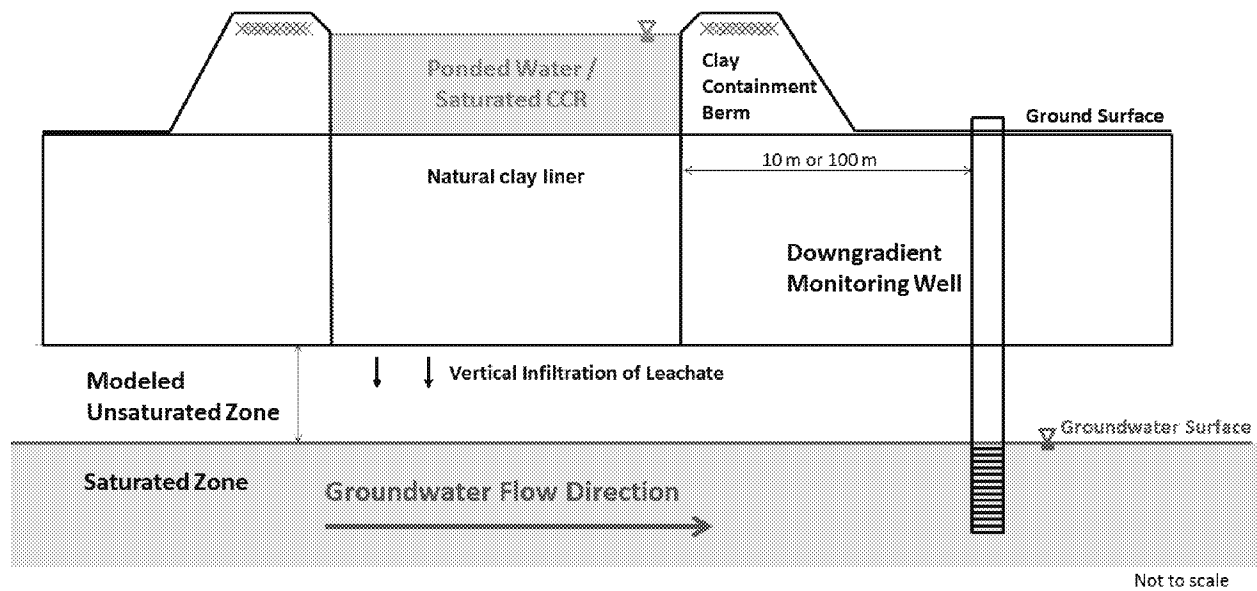 Ponded Water /
Saturated CCR
Clay
Containment
Berm
Ground Surface
10 m or 100 m
Natural clay liner
Downgradient
Monitoring Well
Vertical Infiltration of Leachate
Modeled
Unsaturated Zone
Groundwater Surface
Saturated Zone
Groundwater Flow Direction
Not to scale